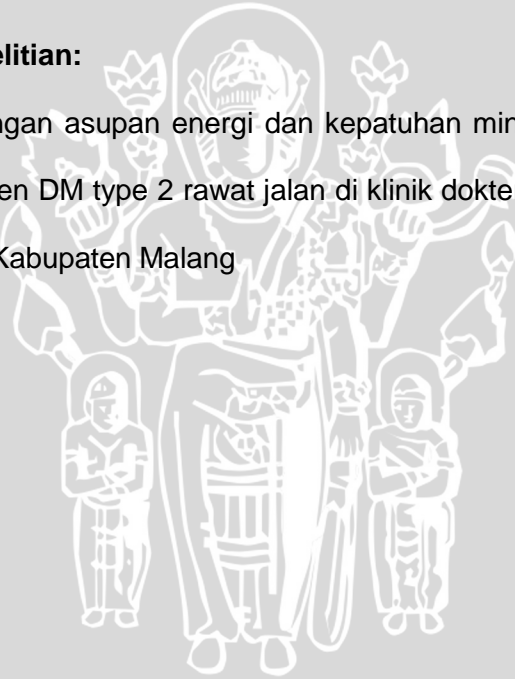 elitian:
ngan asupan energi dan kepatuhan min
en DM type 2 rawat jalan di klinik dokte
Kabupaten Malang